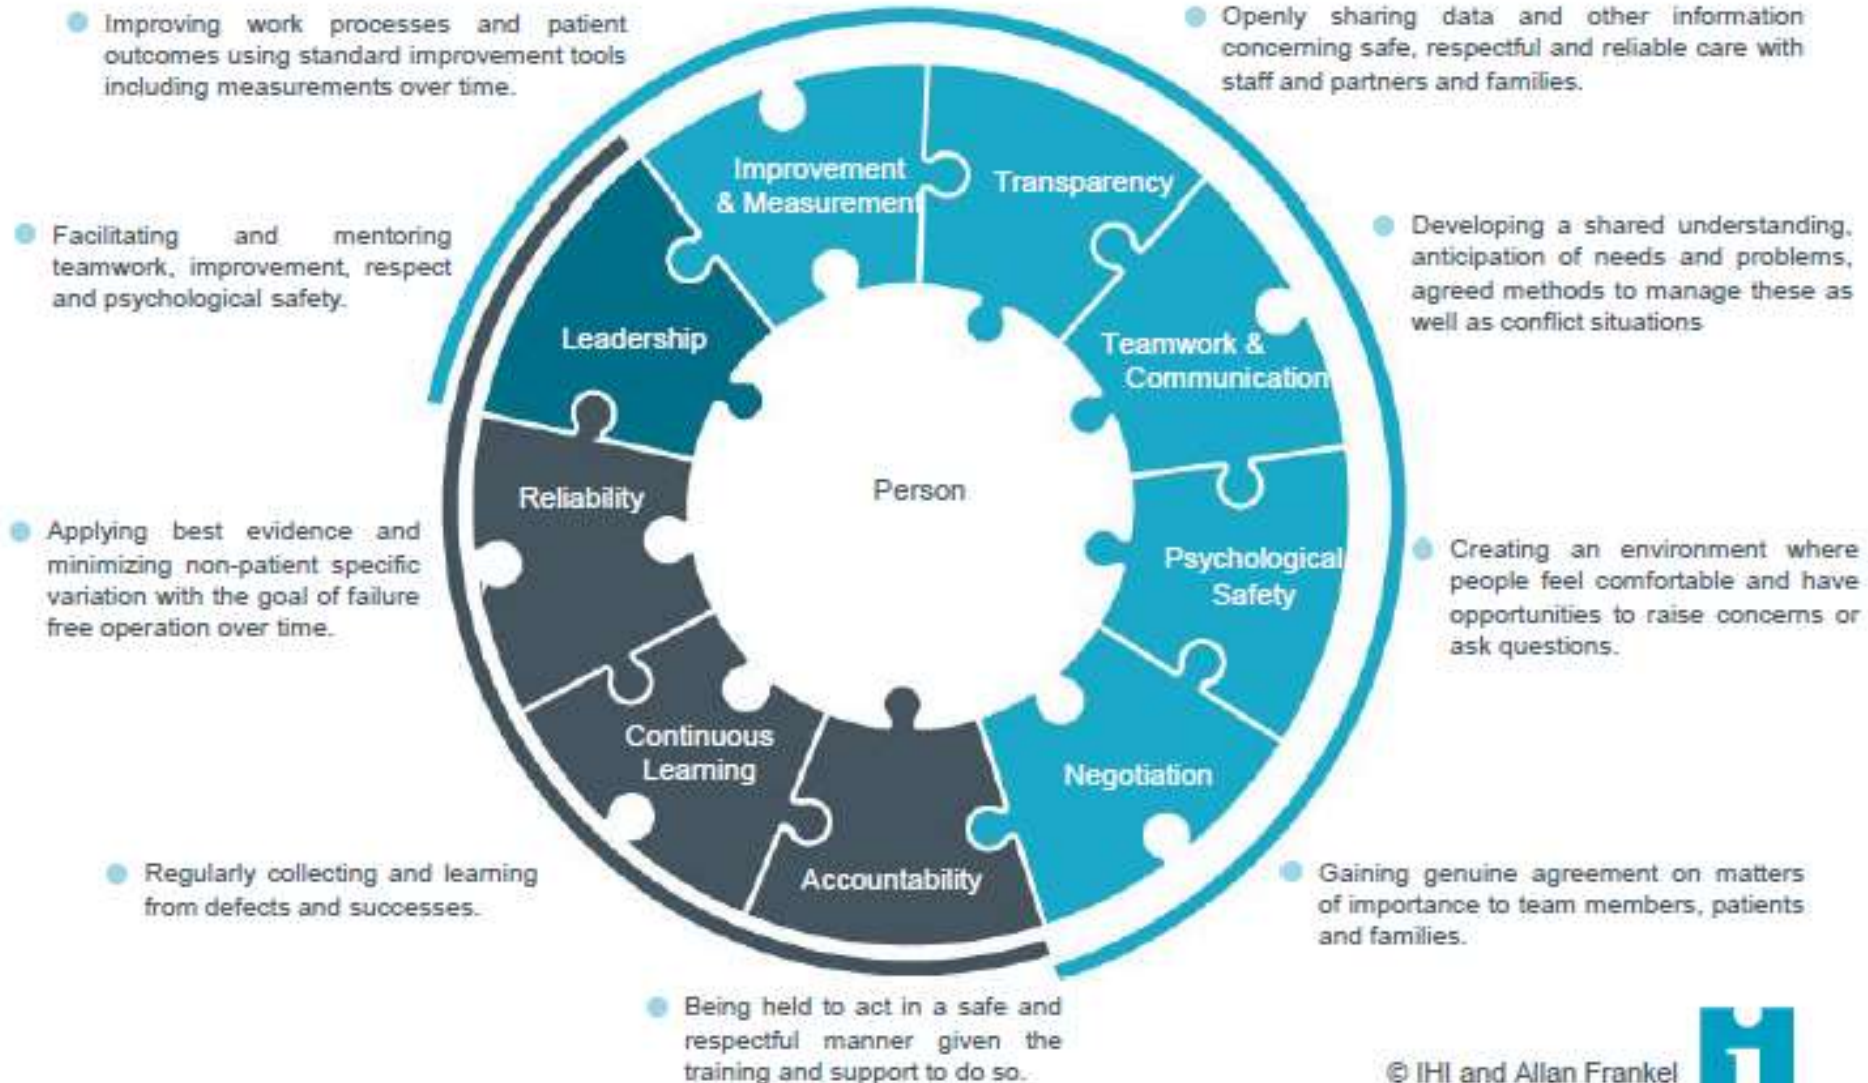 Improving work processes and patient
outcomes using standard improvement tools
including measurements over time.
Openly sharing data and other information
concerning safe, respectful and reliable care with
staff and partners and families.
Improvement
& Measurement
Transparency
Facilitating and mentoring
teamwork, improvement, respect
and psychological safety.
Developing a shared understanding,
anticipation of needs and problems,
agreed methods to manage these as
well as conflict situations
Leadership
Teamwork &
Communication
Person
Reliability
Applying best evidence and
minimizing non-patient specific
variation with the goal of failure
free operation over time.
Psychological
Safety
Creating an environment where
people feel comfortable and have
opportunities to raise concerns or
ask questions.
Continuous
Learning
Negotiation
Regularly collecting and learning
from defects and successes.
Accountability
Gaining genuine agreement on matters
of importance to team members, patients
and families.
Being held to act in a safe and
respectful manner given the
training and support to do so.
© IHI and Allan Frankel